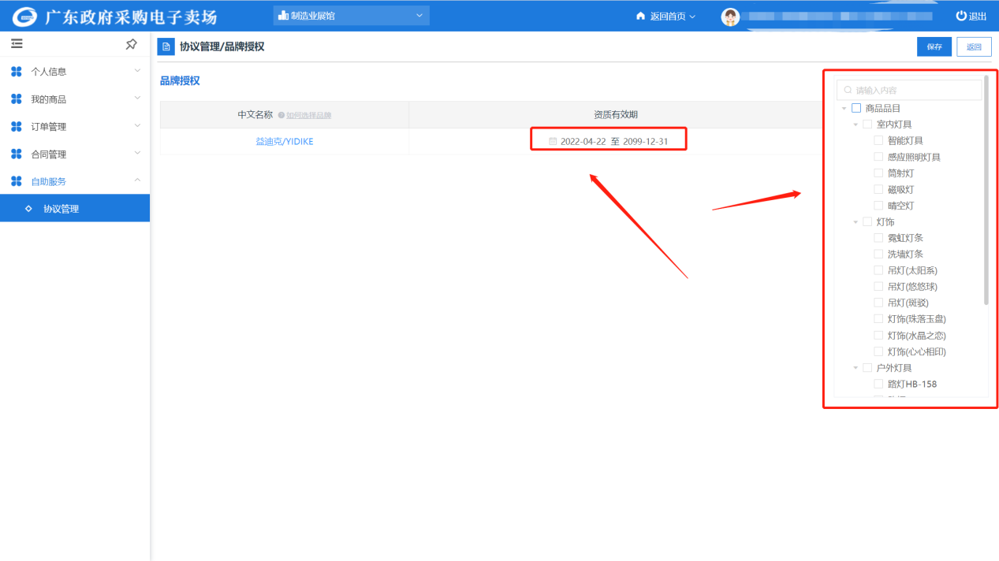 广东政府采购电子卖场
制造业展馆
返回首页
退出
个人信息
我的商品
订单管理
合同管理
自助服务
协议管理
协议管理/品牌授权
保存
返回
品牌授权
中文名称 如何选择品牌
资质有效期
益迪克/YIDIKE
2022-04-22 至 2099-12-31
请输入内容
商品品目
室内灯具
智能灯具
感应照明灯具
筒射灯
磁吸灯
晴空灯
灯饰
霓虹灯条
洗墙灯条
吊灯(太阳系)
吊灯(悠悠球)
吊灯(斑驳)
灯饰(珠落玉盘)
灯饰(水晶之恋)
灯饰(心心相印)
户外灯具
路灯HB-158